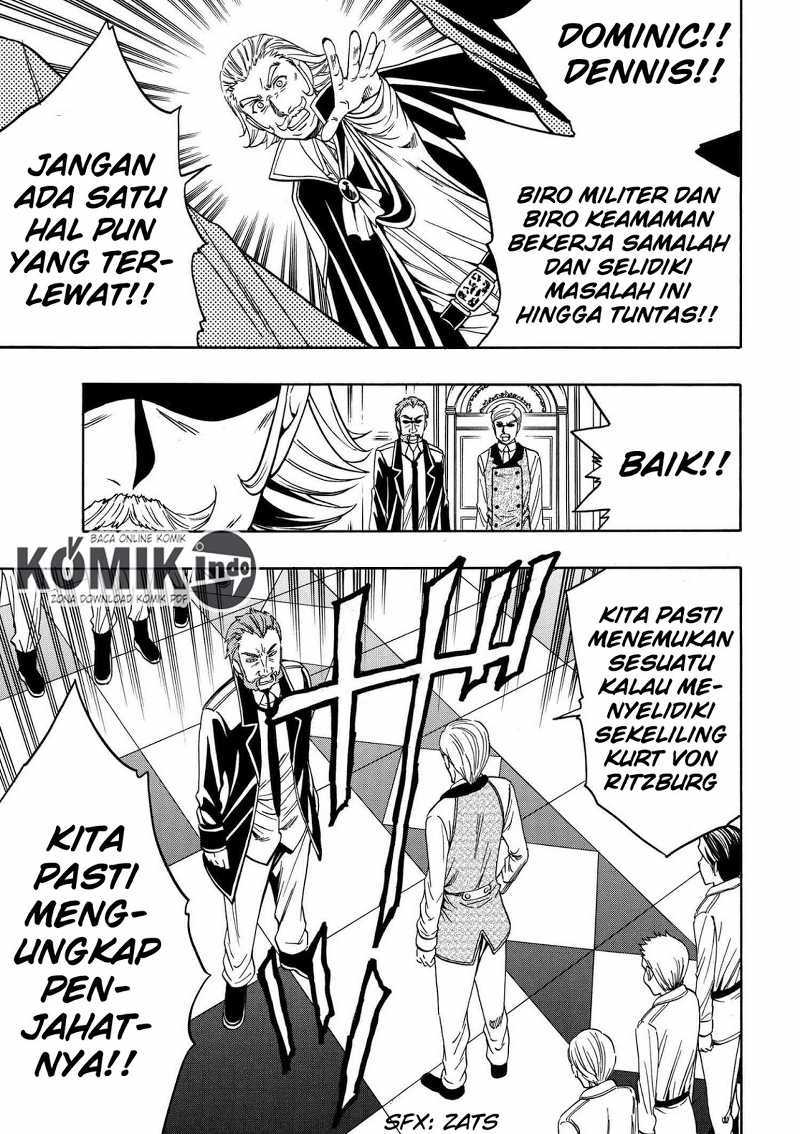 DOMINIC!!
DENNIS!!
BIRO MILITER DAN
BIRO KEAMAMAN
BEKERJA SAMALAH
DAN SELIDIKI
MASALAH INI
HINGGA TUNTAS!!
JANGAN
ADA SATU
HAL PUN
YANG TER-
LEWAT!!
BAIK!!
BACA ONLINE KOMIK
KOMIK indo
ZONA DOWNLOAD KOMIK PDF
KITA PASTI
MENEMUKAN
SESUATU
KALAU ME-
NYELIDIKI
SEKELILING
KURT VON
RITZBURG
KITA
PASTI
MENG-
UNGKAP
PEN-
JAHAT-
NYA!!
ザッ
SFX: ZATS